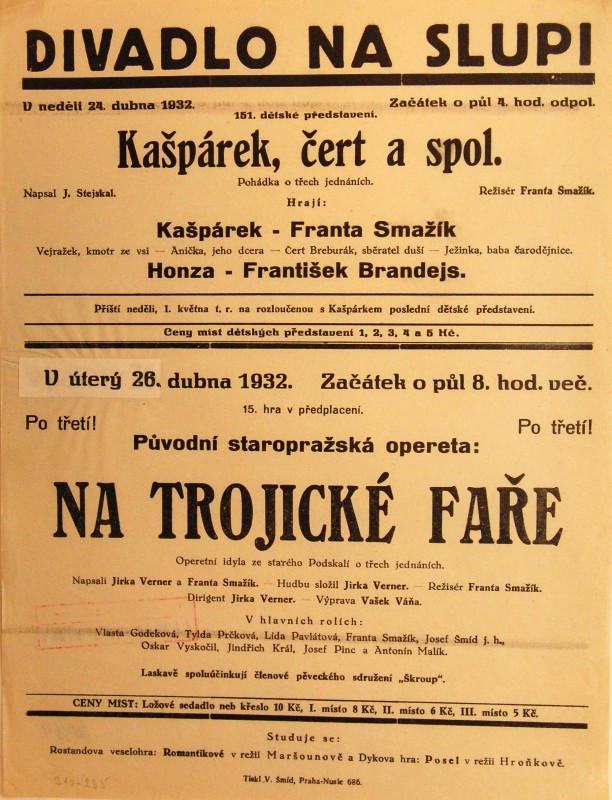 DIVADLO NA SLUPI
V neděli 24. dubna 1932.
Začátek o půl 4. hod. odpol.
151. dětské představení.
Kašpárek, čert a spol.
Pohádka o třech jednáních.
Napsal J. Stejskal.
Režisér Franta Smažík.
Hrají:
Kašpárek - Franta Smažík
Vejražek, kmotr ze vsi — Anička, jeho dcera — Čert Breburák, sběratel duší — Ježinka, baba čarodějnice.
Honza - František Brandejs.
Příští neděli, 1. května t. r. na rozloučenou s Kašpárkem poslední dětské představení.
Ceny míst dětských představení 1, 2, 3, 4 a 5 Kč.
V úterý 26. dubna 1932. Začátek o půl 8. hod. več.
15. hra v předplacení.
Po třetí!
Po třetí!
Původní staropražská opereta:
NA TROJICKÉ FAŘE
Operetní idyla ze starého Podskalí o třech jednáních.
Napsali Jirka Verner a Franta Smažík. — Hudbu složil Jirka Verner. — Režisér Franta Smažík.
Dirigent Jirka Verner. — Výprava Vašek Váňa.
V hlavních rolích:
Vlasta Godeková, Tylda Prčková, Lída Pavlátová, Franta Smažík, Josef Šmíd j. h.,
Oskar Vyskočil, Jindřich Král, Josef Pinc a Antonín Malík.
Laskavě spoluúčinkují členové pěveckého sdružení „Škroup“.
CENY MÍST: Ložové sedadlo neb křeslo 10 Kč, I. místo 8 Kč, II. místo 6 Kč, III. místo 5 Kč.
Studuje se:
Rostandova veselohra: Romantikové v režii Maršounově a Dykova hra: Posel v režii Hroňkově.
Tiskl V. Šmíd, Praha-Nusle 686.
310-235